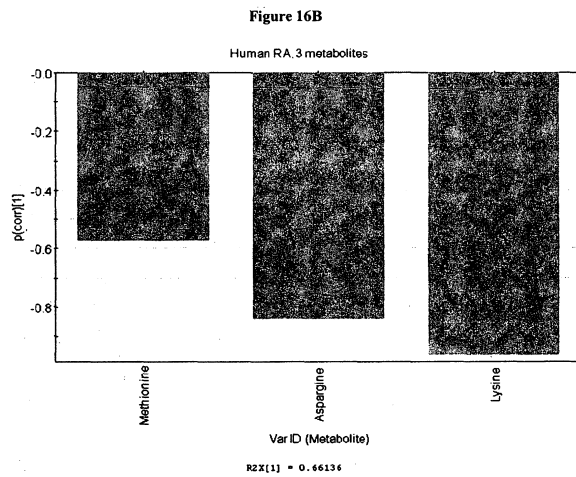 Figure 16B
Human RA, 3 metabolites
-0.0
-0.2
-0.4
-0.6
-0.8
p(corr)[1]
Methionine
Aspargine
Lysine
Var ID (Metabolite)
R2X[1] = 0.66136